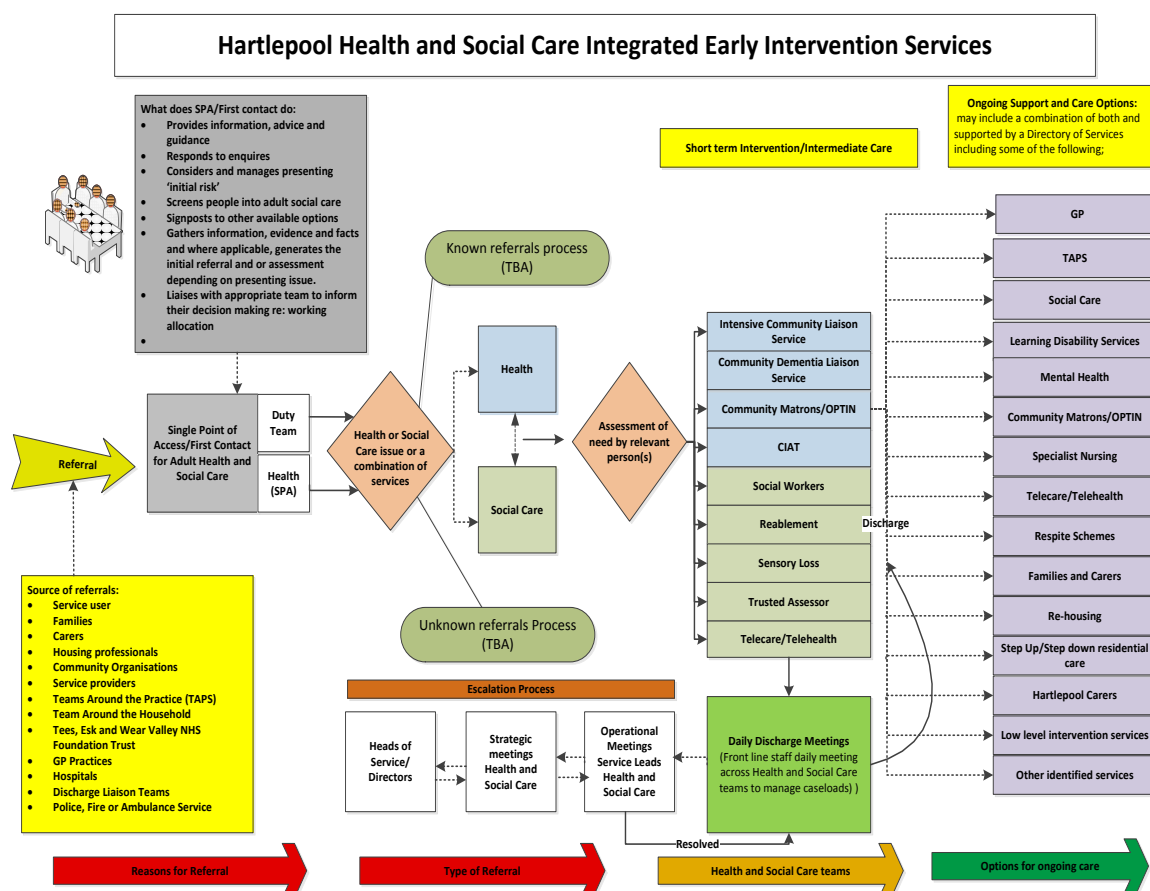 Hartlepool Health and Social Care Integrated Early Intervention Services
What does SPA/First contact do:
• Provides information, advice and
guidance
• Responds to enquires
• Considers and manages presenting
‘initial risk’
• Screens people into adult social care
• Signposts to other available options
• Gathers information, evidence and facts
and where applicable, generates the
initial referral and or assessment
depending on presenting issue.
• Liaises with appropriate team to inform
their decision making re: working
allocation
•
Short term Intervention/Intermediate Care
Ongoing Support and Care Options:
may include a combination of both and
supported by a Directory of Services
including some of the following;
Known referrals process
(TBA)
Referral
Single Point of
Access/First Contact
for Adult Health and
Social Care
Duty
Team
Health
(SPA)
Health or Social
Care issue or a
combination of
services
Health
Social Care
Assessment of
need by relevant
person(s)
Unknown referrals Process
(TBA)
Intensive Community Liaison
Service
Community Dementia Liaison
Service
Community Matrons/OPTIN
CIAT
Social Workers
Reablement
Sensory Loss
Trusted Assessor
Telecare/Telehealth
Discharge
GP
TAPS
Social Care
Learning Disability Services
Mental Health
Community Matrons/OPTIN
Specialist Nursing
Telecare/Telehealth
Respite Schemes
Families and Carers
Re-housing
Step Up/Step down residential
care
Hartlepool Carers
Low level intervention services
Other identified services
Source of referrals:
• Service user
• Families
• Carers
• Housing professionals
• Community Organisations
• Service providers
• Teams Around the Practice (TAPS)
• Team Around the Household
• Tees, Esk and Wear Valley NHS
Foundation Trust
• GP Practices
• Hospitals
• Discharge Liaison Teams
• Police, Fire or Ambulance Service
Escalation Process
Heads of
Service/
Directors
Strategic
meetings
Health and
Social Care
Operational
Meetings
Service Leads
Health and
Social Care
Daily Discharge Meetings
(Front line staff daily meeting
across Health and Social Care
teams to manage caseloads) )
Resolved
Reasons for Referral
Type of Referral
Health and Social Care teams
Options for ongoing care